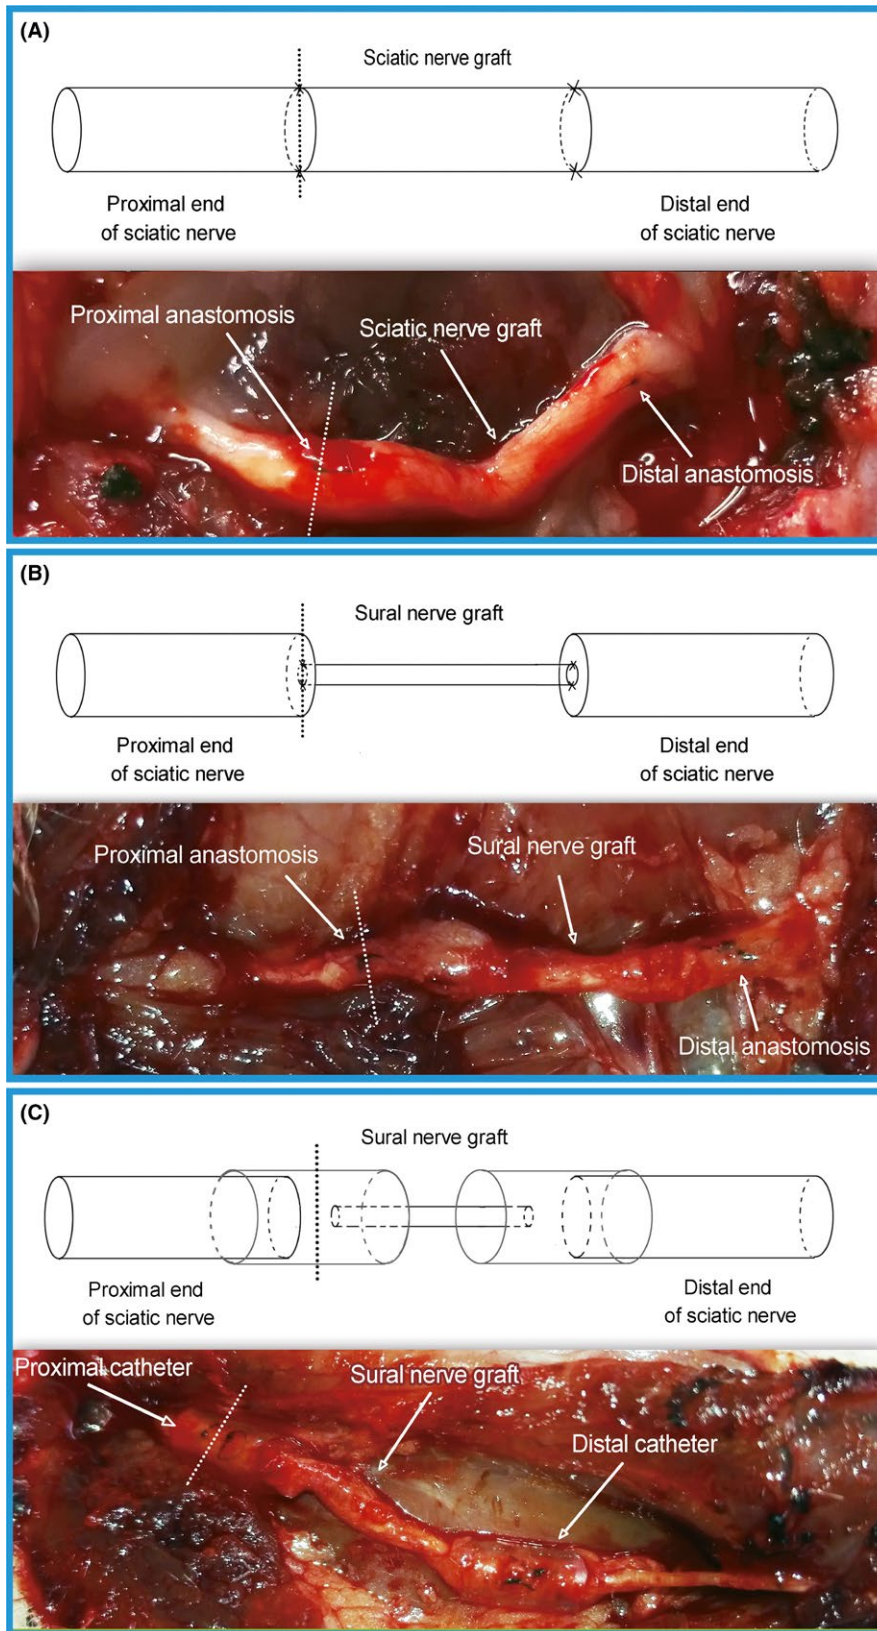 (A)
Sciatic nerve graft
Proximal end
of sciatic nerve
Distal end
of sciatic nerve
Proximal anastomosis
Sciatic nerve graft
Distal anastomosis
(B)
Sural nerve graft
Proximal end
of sciatic nerve
Distal end
of sciatic nerve
Proximal anastomosis
Sural nerve graft
Distal anastomosis
(C)
Sural nerve graft
Proximal end
of sciatic nerve
Distal end
of sciatic nerve
Proximal catheter
Sural nerve graft
Distal catheter